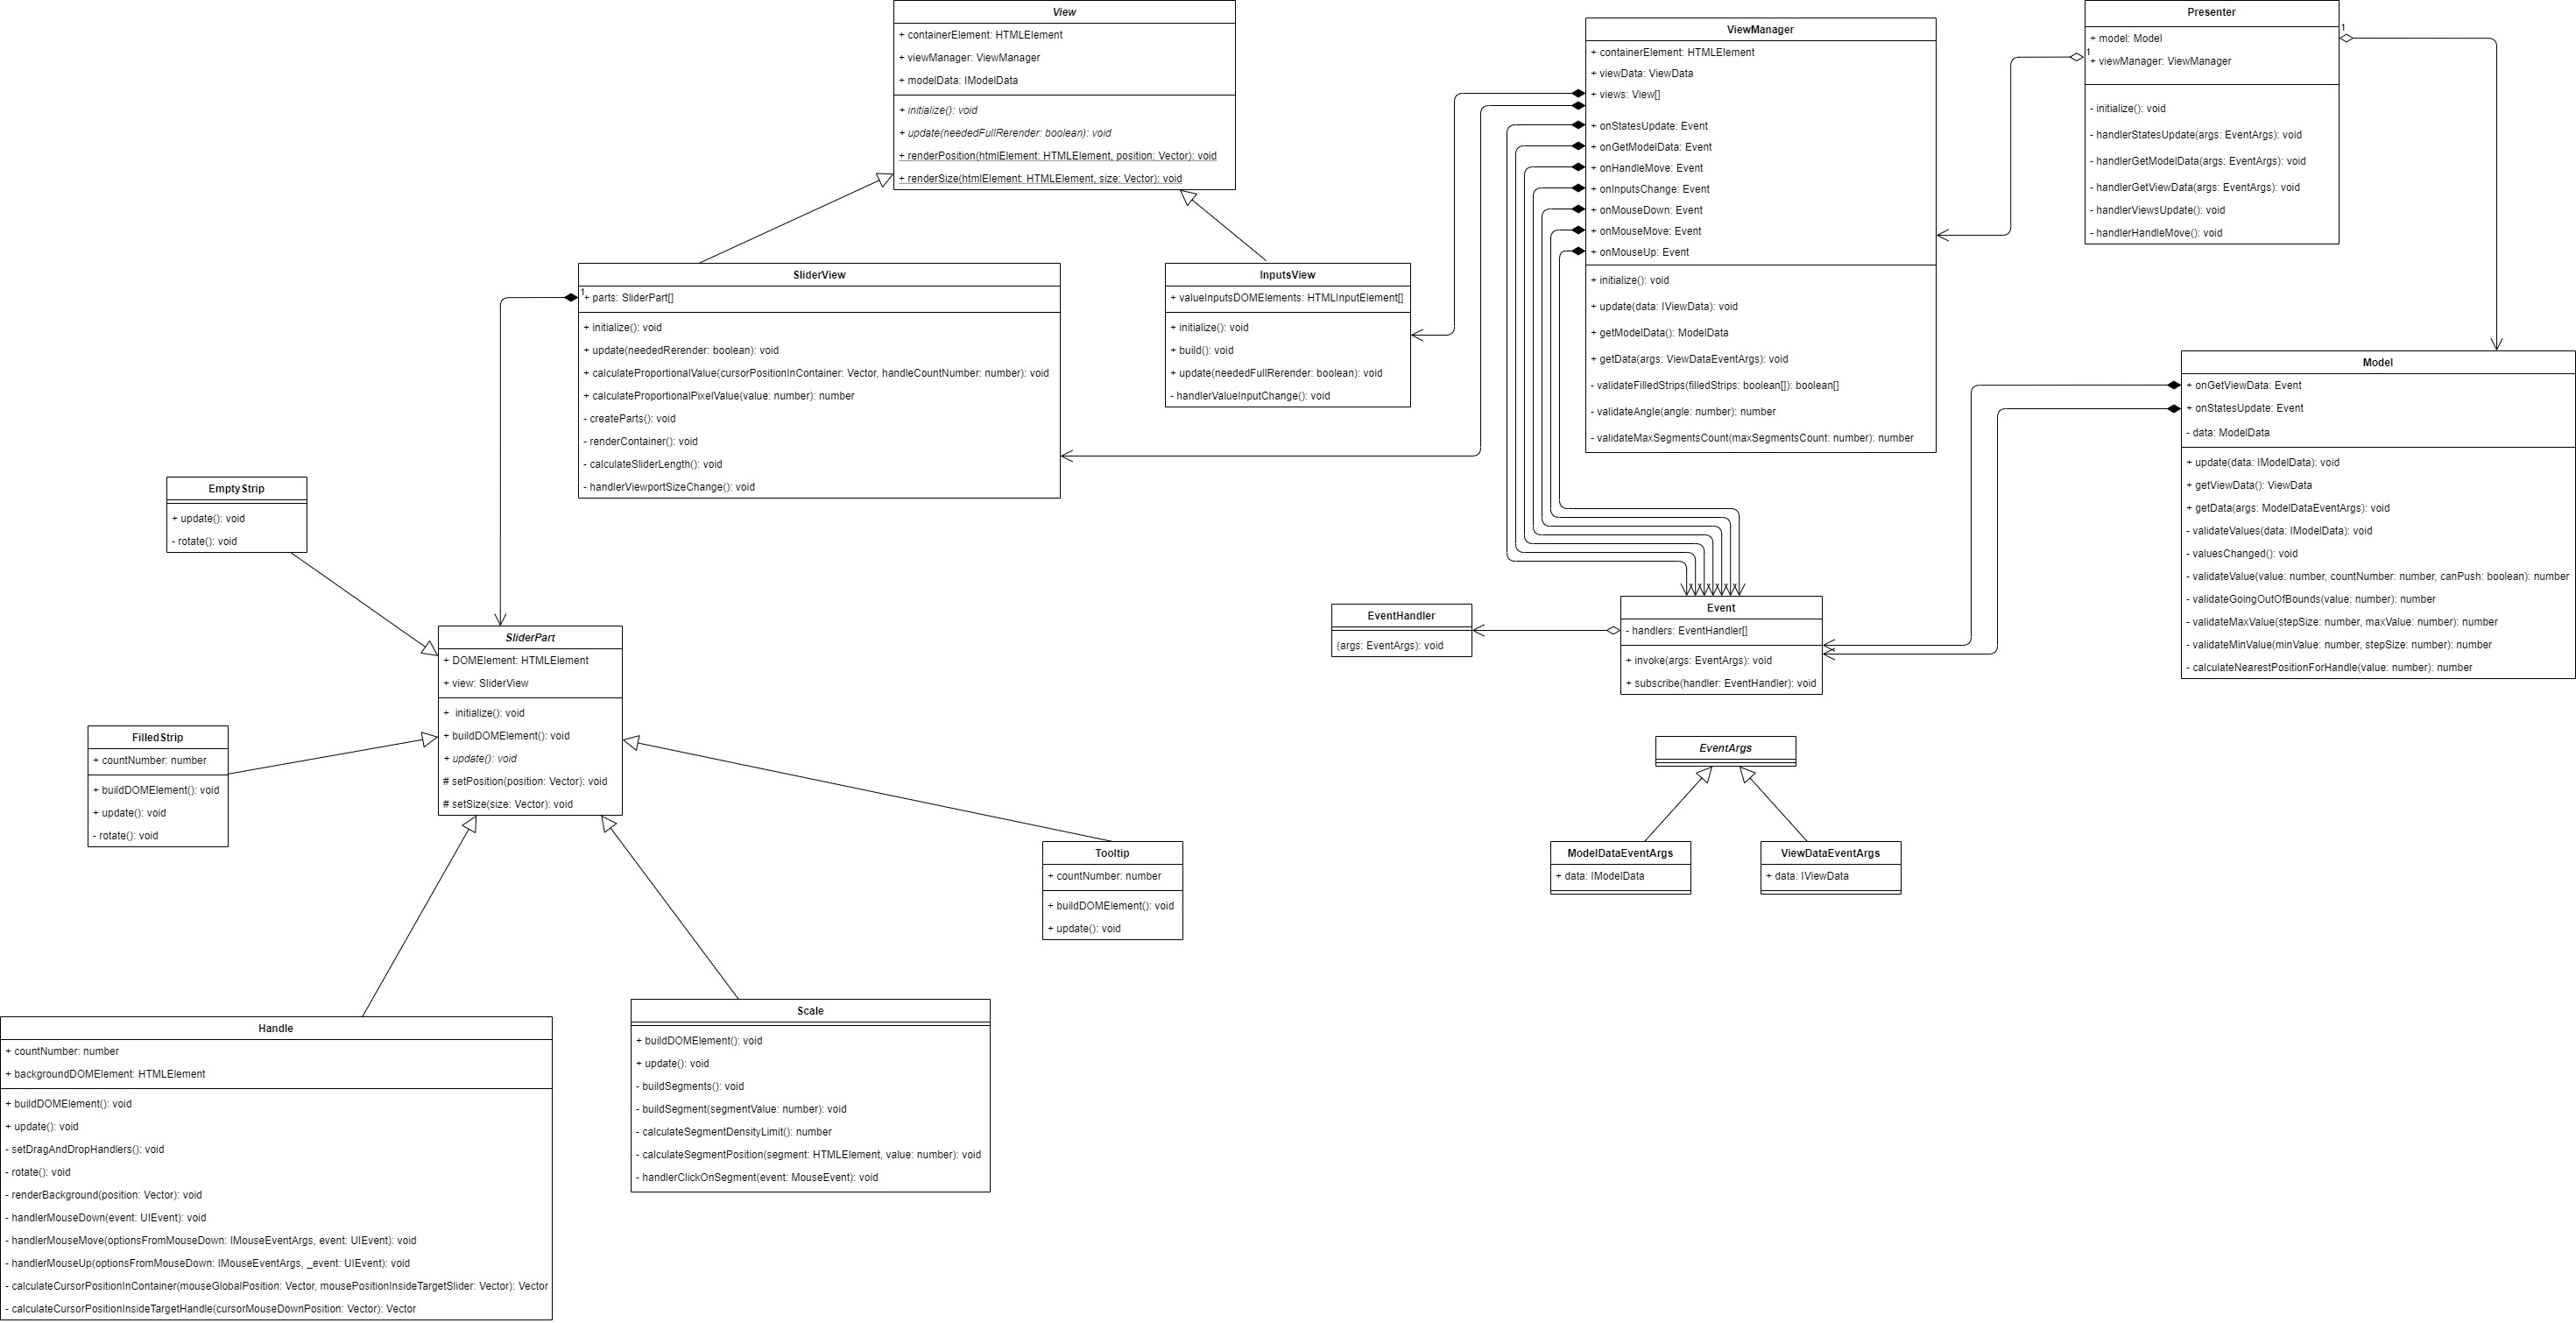 View
+ containerElement: HTMLElement
+ viewManager: ViewManager
+ modelData: IModelData
+ initialize(): void
+ update(neededFullRerender: boolean): void
+ renderPosition(htmlElement: HTMLElement, position: Vector): void
+ renderSize(htmlElement: HTMLElement, size: Vector): void
ViewManager
+ containerElement: HTMLElement
+ viewData: ViewData
+ views: View[]
+ onStatesUpdate: Event
+ onGetModelData: Event
+ onHandleMove: Event
+ onInputsChange: Event
+ onMouseDown: Event
+ onMouseMove: Event
+ onMouseUp: Event
+ initialize(): void
+ update(data: IViewData): void
+ getModelData(): ModelData
+ getData(args: ViewDataEventArgs): void
- validateFilledStrips(filledStrips: boolean[]): boolean[]
- validateAngle(angle: number): number
- validateMaxSegmentsCount(maxSegmentsCount: number): number
Presenter
+ model: Model
+ viewManager: ViewManager
- initialize(): void
- handlerStatesUpdate(args: EventArgs): void
- handlerGetModelData(args: EventArgs): void
- handlerGetViewData(args: EventArgs): void
- handlerViewsUpdate(): void
- handlerHandleMove(): void
1
1
SliderView
1
+ parts: SliderPart[]
+ initialize(): void
+ update(neededRerender: boolean): void
+ calculateProportionalValue(cursorPositionInContainer: Vector, handleCountNumber: number): void
+ calculateProportionalPixelValue(value: number): number
- createParts(): void
- renderContainer(): void
- calculateSliderLength(): void
- handlerViewportSizeChange(): void
InputsView
+ valueInputsDOMElements: HTMLInputElement[]
+ initialize(): void
+ build(): void
+ update(neededFullRerender: boolean): void
- handlerValueInputChange(): void
Model
+ onGetViewData: Event
+ onStatesUpdate: Event
- data: ModelData
+ update(data: IModelData): void
+ getViewData(): ViewData
+ getData(args: ModelDataEventArgs): void
- validateValues(data: IModelData): void
- valuesChanged(): void
- validateValue(value: number, countNumber: number, canPush: boolean): number
- validateGoingOutOfBounds(value: number): number
- validateMaxValue(stepSize: number, maxValue: number): number
- validateMinValue(minValue: number, stepSize: number): number
- calculateNearestPositionForHandle(value: number): number
EmptyStrip
+ update(): void
- rotate(): void
SliderPart
+ DOMElement: HTMLElement
+ view: SliderView
+ initialize(): void
+ buildDOMElement(): void
+ update(): void
# setPosition(position: Vector): void
# setSize(size: Vector): void
EventHandler
(args: EventArgs): void
Event
- handlers: EventHandler[]
+ invoke(args: EventArgs): void
+ subscribe(handler: EventHandler): void
FilledStrip
+ countNumber: number
+ buildDOMElement(): void
+ update(): void
- rotate(): void
EventArgs
ModelDataEventArgs
+ data: IModelData
ViewDataEventArgs
+ data: IViewData
Tooltip
+ countNumber: number
+ buildDOMElement(): void
+ update(): void
Handle
+ countNumber: number
+ backgroundDOMElement: HTMLElement
+ buildDOMElement(): void
+ update(): void
- setDragAndDropHandlers(): void
- rotate(): void
- renderBackground(position: Vector): void
- handlerMouseDown(event: UIEvent): void
- handlerMouseMove(optionsFromMouseDown: IMouseEventArgs, event: UIEvent): void
- handlerMouseUp(optionsFromMouseDown: IMouseEventArgs, _event: UIEvent): void
- calculateCursorPositionInContainer(mouseGlobalPosition: Vector, mousePositionInsideTargetSlider: Vector): Vector
- calculateCursorPositionInsideTargetHandle(cursorMouseDownPosition: Vector): Vector
Scale
+ buildDOMElement(): void
+ update(): void
- buildSegments(): void
- buildSegment(segmentValue: number): void
- calculateSegmentDensityLimit(): number
- calculateSegmentPosition(segment: HTMLElement, value: number): void
- handlerClickOnSegment(event: MouseEvent): void